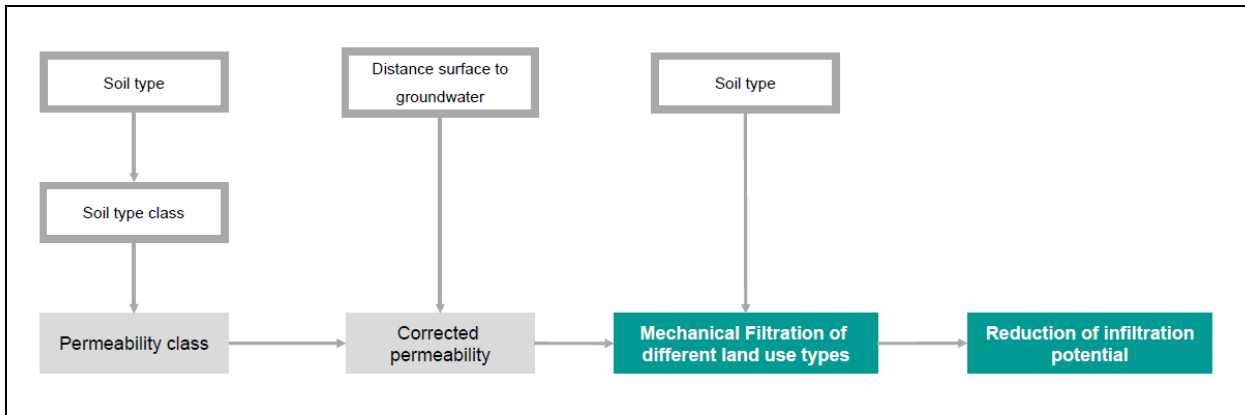 Soil type
Distance surface to
groundwater
Soil type
Soil type class
Permeability class
Corrected
permeability
Mechanical Filtration of
different land use types
Reduction of infiltration
potential